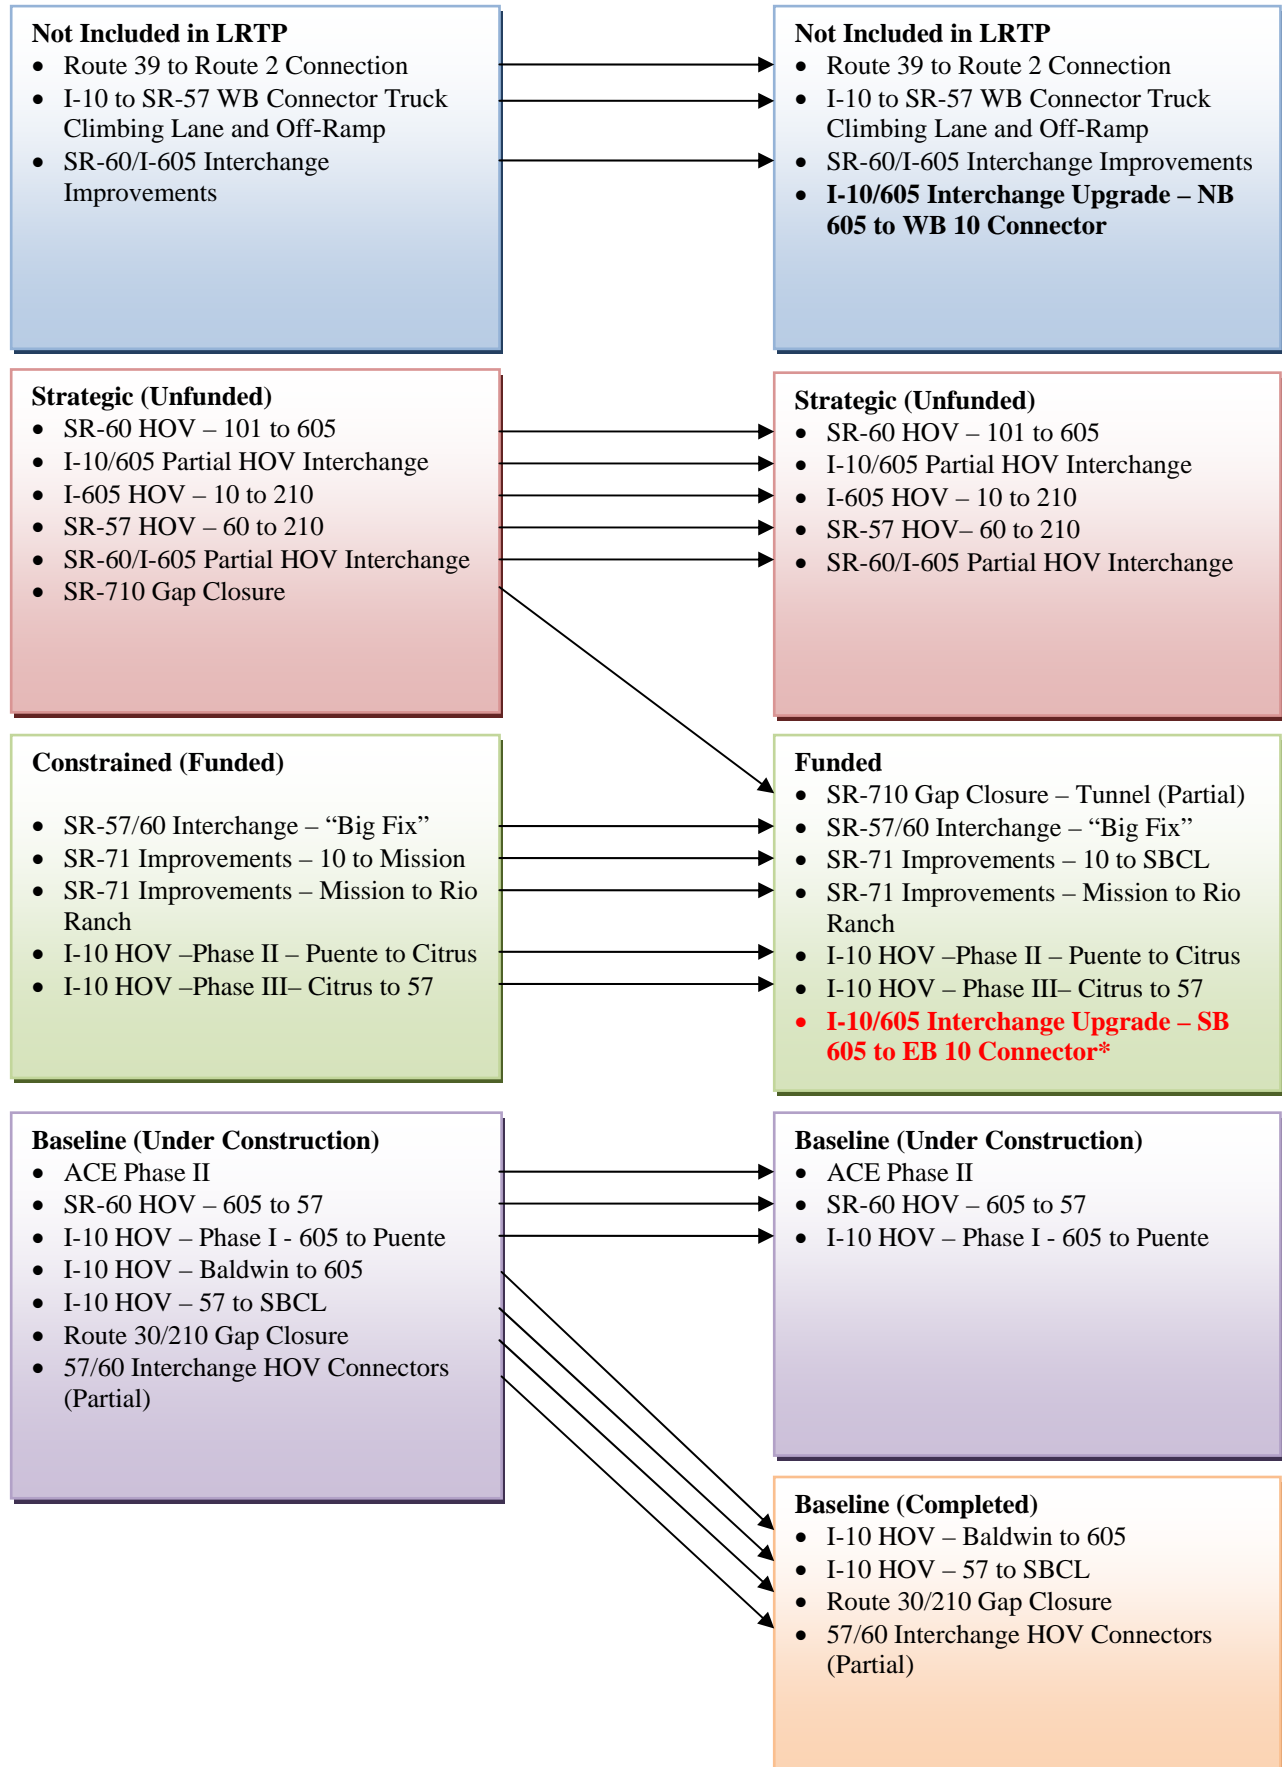 Not Included in LRTP
• Route 39 to Route 2 Connection
• I-10 to SR-57 WB Connector Truck
Climbing Lane and Off-Ramp
• SR-60/I-605 Interchange
Improvements
Not Included in LRTP
• Route 39 to Route 2 Connection
• I-10 to SR-57 WB Connector Truck
Climbing Lane and Off-Ramp
• SR-60/I-605 Interchange Improvements
• I-10/605 Interchange Upgrade – NB
605 to WB 10 Connector
Strategic (Unfunded)
• SR-60 HOV – 101 to 605
• I-10/605 Partial HOV Interchange
• I-605 HOV – 10 to 210
• SR-57 HOV – 60 to 210
• SR-60/I-605 Partial HOV Interchange
• SR-710 Gap Closure
Strategic (Unfunded)
• SR-60 HOV – 101 to 605
• I-10/605 Partial HOV Interchange
• I-605 HOV – 10 to 210
• SR-57 HOV– 60 to 210
• SR-60/I-605 Partial HOV Interchange
Constrained (Funded)
• SR-57/60 Interchange – “Big Fix”
• SR-71 Improvements – 10 to Mission
• SR-71 Improvements – Mission to Rio
Ranch
• I-10 HOV –Phase II – Puente to Citrus
• I-10 HOV –Phase III– Citrus to 57
Funded
• SR-710 Gap Closure – Tunnel (Partial)
• SR-57/60 Interchange – “Big Fix”
• SR-71 Improvements – 10 to SBCL
• SR-71 Improvements – Mission to Rio
Ranch
• I-10 HOV –Phase II – Puente to Citrus
• I-10 HOV – Phase III– Citrus to 57
• I-10/605 Interchange Upgrade – SB
605 to EB 10 Connector*
Baseline (Under Construction)
• ACE Phase II
• SR-60 HOV – 605 to 57
• I-10 HOV – Phase I - 605 to Puente
• I-10 HOV – Baldwin to 605
• I-10 HOV – 57 to SBCL
• Route 30/210 Gap Closure
• 57/60 Interchange HOV Connectors
(Partial)
Baseline (Under Construction)
• ACE Phase II
• SR-60 HOV – 605 to 57
• I-10 HOV – Phase I - 605 to Puente
Baseline (Completed)
• I-10 HOV – Baldwin to 605
• I-10 HOV – 57 to SBCL
• Route 30/210 Gap Closure
• 57/60 Interchange HOV Connectors
(Partial)